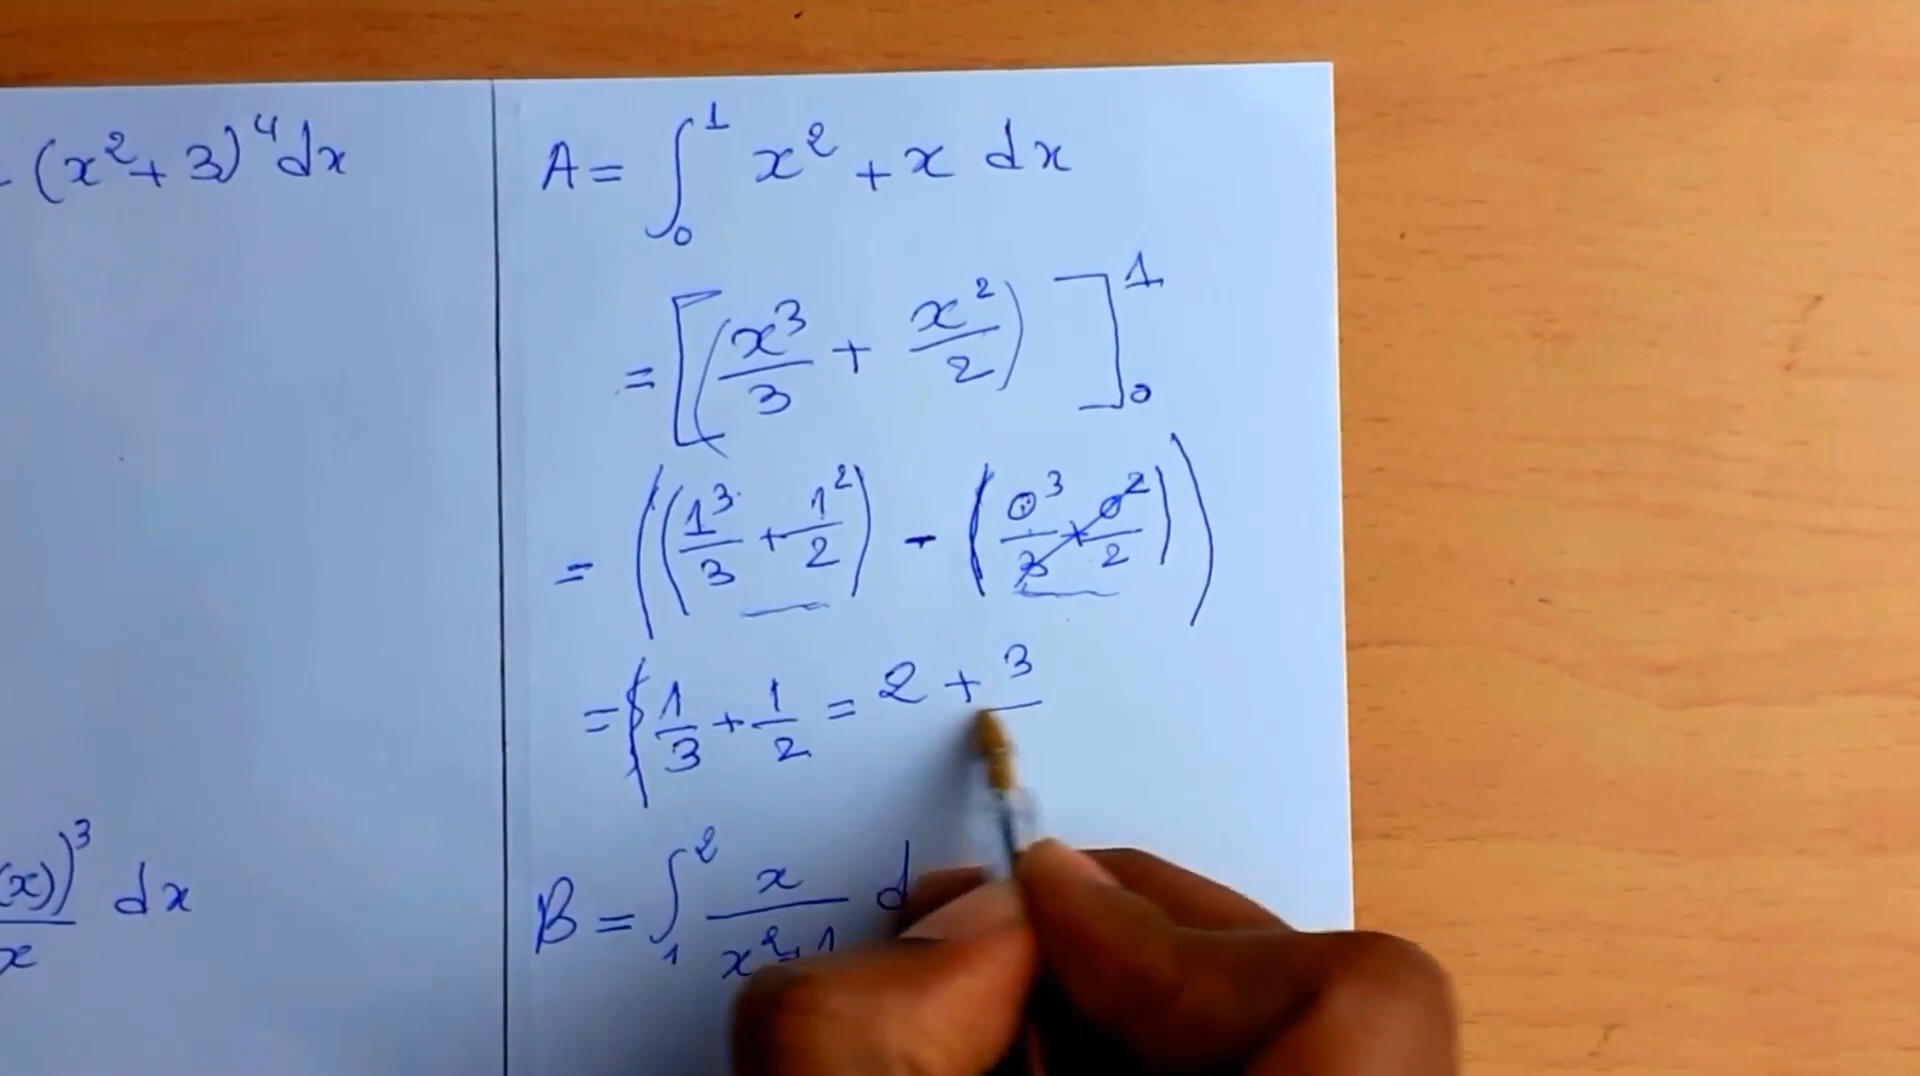 (x² + 3)⁴ dx
(x))³ dx
x
A = ∫₀¹ x² + x dx
= [(x³/3 + x²/2)]₀¹
= ((1³/3 + 1²/2) - (0³/3 + 0²/2))
= (1/3 + 1/2 = 2 + 3
B = ∫₁² x/(x²+1) d